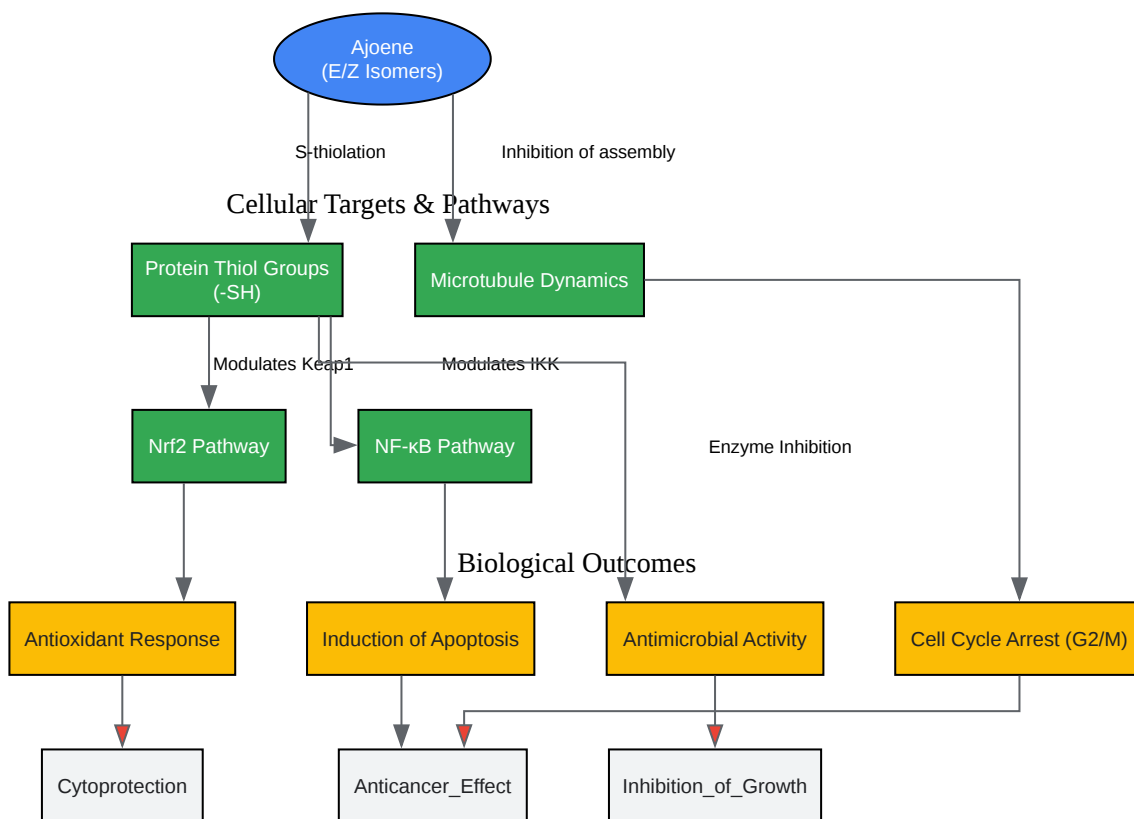 Ajoene
(E/Z Isomers)
S-thiolation
Inhibition of assembly
Cellular Targets & Pathways
Protein Thiol Groups
(-SH)
Microtubule Dynamics
Modulates Keap1
Modulates IKK
Nrf2 Pathway
NF-κB Pathway
Enzyme Inhibition
Biological Outcomes
Antioxidant Response
Induction of Apoptosis
Antimicrobial Activity
Cell Cycle Arrest (G2/M)
Cytoprotection
Anticancer_Effect
Inhibition_of_Growth